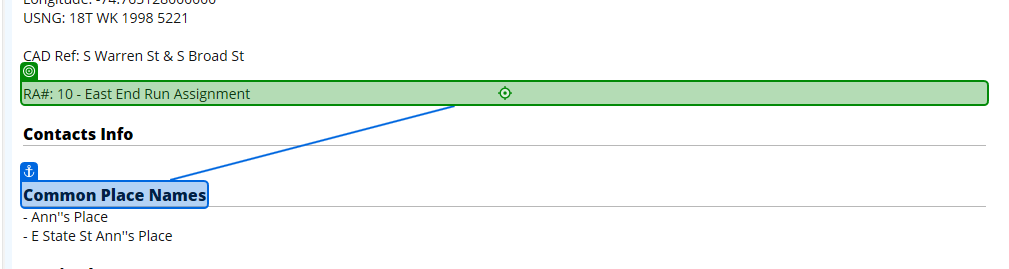 Longitude: -74.765128000000
USNG: 18T WK 1998 5221
CAD Ref: S Warren St & S Broad St
RA#: 10 - East End Run Assignment
Contacts Info
Common Place Names
- Ann''s Place
- E State St Ann''s Place